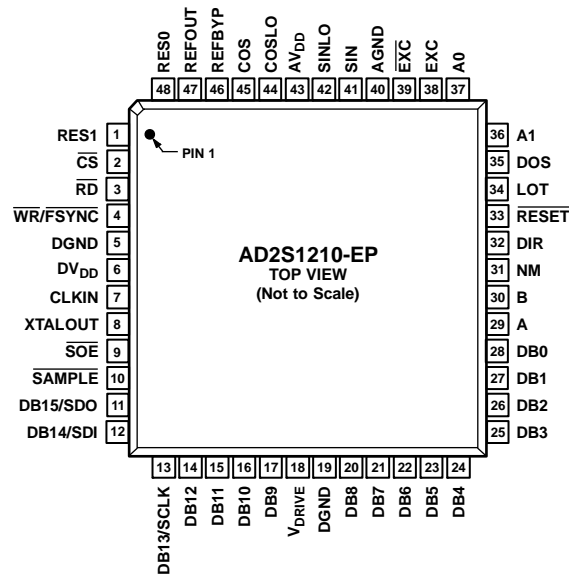 RES0
REFOUT
REFBYP
COS
COSLO
AVDD
SINLO
SIN
AGND
EXC
EXC
A0
48
47
46
45
44
43
42
41
40
39
38
37
RES1 1
CS 2
RD 3
WR/FSYNC 4
DGND 5
DVDD 6
CLKIN 7
XTALOUT 8
SOE 9
SAMPLE 10
DB15/SDO 11
DB14/SDI 12
PIN 1
AD2S1210-EP
TOP VIEW
(Not to Scale)
36 A1
35 DOS
34 LOT
33 RESET
32 DIR
31 NM
30 B
29 A
28 DB0
27 DB1
26 DB2
25 DB3
13
14
15
16
17
18
19
20
21
22
23
24
DB13/SCLK
DB12
DB11
DB10
DB9
VDRIVE
DGND
DB8
DB7
DB6
DB5
DB4